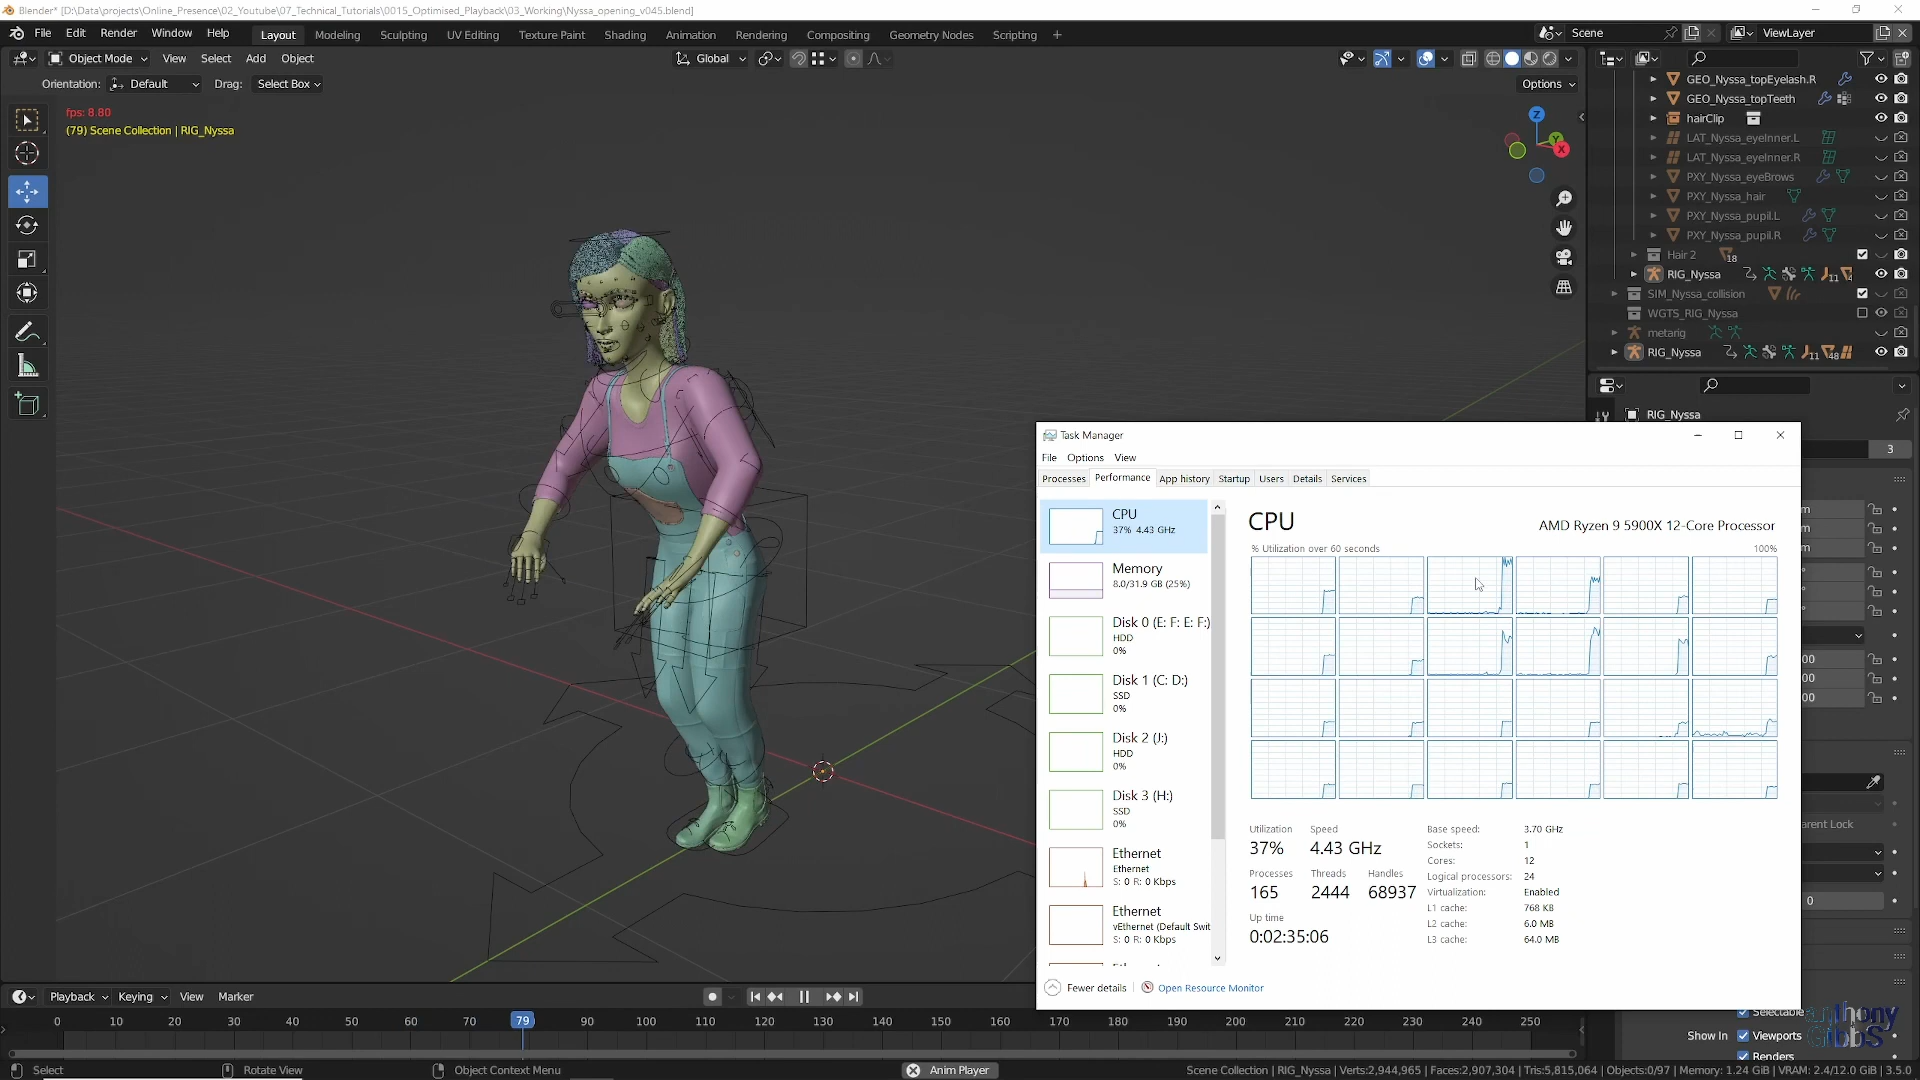 Blender* [D:\Data\projects\Online_Presence\02_Youtube\07_Technical_Tutorials\0015_Optimised_Playback\03_Working\Nyssa_opening_v045.blend]
File Edit Render Window Help Layout Modeling Sculpting UV Editing Texture Paint Shading Animation Rendering Compositing Geometry Nodes Scripting + Scene ViewLayer
Object Mode View Select Add Object Global
Orientation: Default Drag: Select Box Options
fps: 8.80
(79) Scene Collection | RIG_Nyssa
Z
Y
X
GEO_Nyssa_topEyelash.R
GEO_Nyssa_topTeeth
hairClip
LAT_Nyssa_eyeInner.L
LAT_Nyssa_eyeInner.R
PXY_Nyssa_eyeBrows
PXY_Nyssa_hair
PXY_Nyssa_pupil.L
PXY_Nyssa_pupil.R
Hair 2 18
RIG_Nyssa 11
SIM_Nyssa_collision
WGTS_RIG_Nyssa
metarig
RIG_Nyssa 11 48
RIG_Nyssa
3
m
m
00
00
00
arent Lock
0
Selectable
Show In Viewports
Renders
Task Manager
File Options View
Processes Performance App history Startup Users Details Services
CPU
37% 4.43 GHz
Memory
8.0/31.9 GB (25%)
Disk 0 (E: F: E: F:)
HDD
0%
Disk 1 (C: D:)
SSD
0%
Disk 2 (J:)
HDD
0%
Disk 3 (H:)
SSD
0%
Ethernet
Ethernet
S: 0 R: 0 Kbps
Ethernet
vEthernet (Default Swit
S: 0 R: 0 Kbps
CPU AMD Ryzen 9 5900X 12-Core Processor
% Utilization over 60 seconds 100%
Utilization Speed
37% 4.43 GHz
Processes Threads Handles
165 2444 68937
Up time
0:02:35:06
Base speed: 3.70 GHz
Sockets: 1
Cores: 12
Logical processors: 24
Virtualization: Enabled
L1 cache: 768 KB
L2 cache: 6.0 MB
L3 cache: 64.0 MB
Fewer details Open Resource Monitor
anthony
GibbS
Playback Keying View Marker
0 10 20 30 40 50 60 70 79 90 100 110 120 130 140 150 160 170 180 190 200 210 220 230 240 250
Select Rotate View Object Context Menu Anim Player Scene Collection | RIG_Nyssa | Verts:2,944,965 | Faces:2,907,304 | Tris:5,815,064 | Objects:0/97 | Memory: 1.24 GiB | VRAM: 2.4/12.0 GiB | 3.5.0